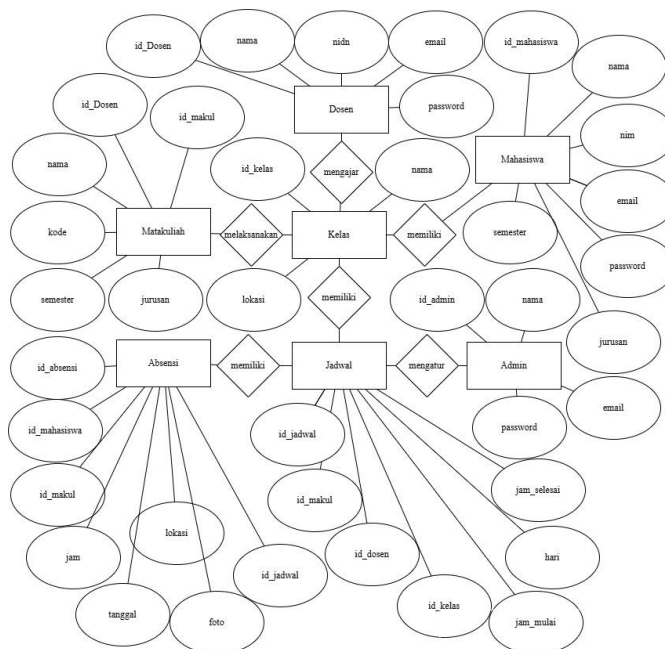 id_Dosen
nama
nidn
email
id_mahasiswa
nama
id_Dosen
id_makul
Dosen
password
nim
nama
id_kelas
mengajar
nama
Mahasiswa
email
kode
Matakuliah
melaksanakan
Kelas
memiliki
semester
password
semester
jurusan
lokasi
memiliki
id_admin
nama
jurusan
id_absensi
Absensi
memiliki
Jadwal
mengatur
Admin
email
id_mahasiswa
id_jadwal
password
id_makul
id_makul
jam_selesai
jam
lokasi
id_jadwal
id_dosen
hari
tanggal
foto
id_kelas
jam_mulai